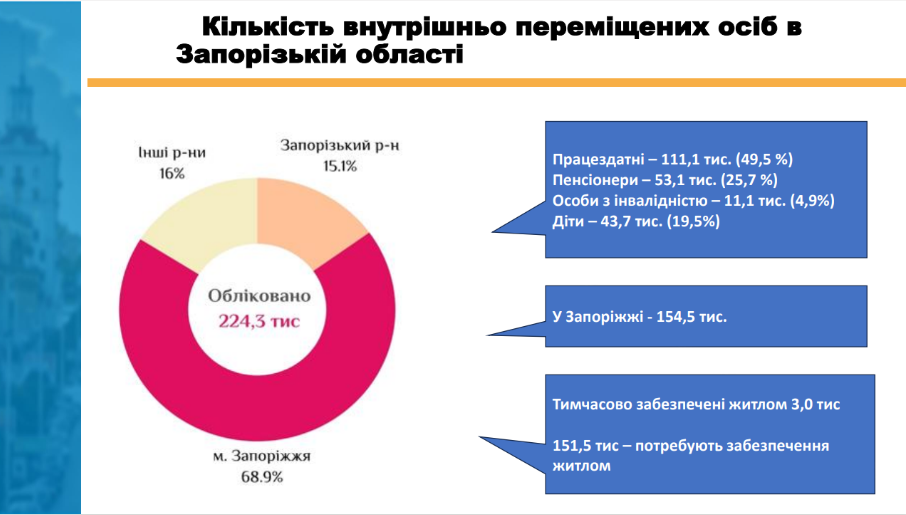 Кількість внутрішньо переміщених осіб в
Запорізькій області
Інші р-ни
16%
Запорізький р-н
15.1%
Обліковано
224,3 тис
м. Запоріжжя
68.9%
Працездатні – 111,1 тис. (49,5 %)
Пенсіонери – 53,1 тис. (25,7 %)
Особи з інвалідністю – 11,1 тис. (4,9%)
Діти – 43,7 тис. (19,5%)
У Запоріжжі - 154,5 тис.
Тимчасово забезпечені житлом 3,0 тис
151,5 тис – потребують забезпечення
житлом